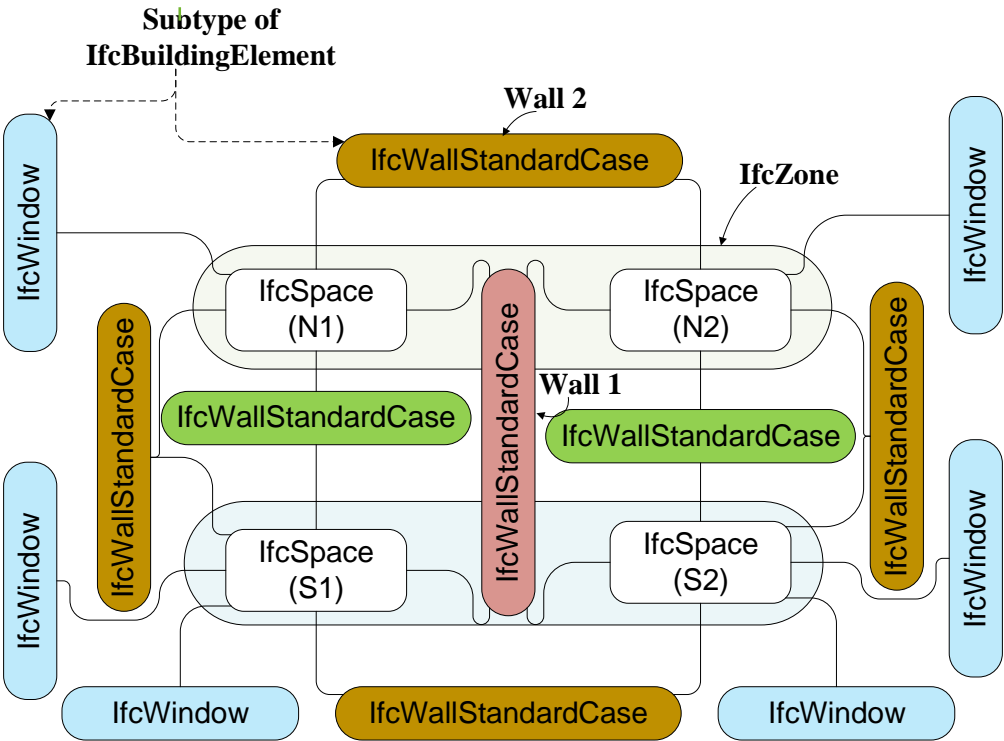 Subtype of
IfcBuildingElement
Wall 2
IfcWallStandardCase
IfcZone
IfcWindow
IfcWindow
IfcSpace
(N1)
IfcSpace
(N2)
IfcWallStandardCase
IfcWallStandardCase
IfcWallStandardCase
Wall 1
IfcWallStandardCase
IfcWallStandardCase
IfcWindow
IfcWindow
IfcSpace
(S1)
IfcSpace
(S2)
IfcWindow
IfcWallStandardCase
IfcWindow